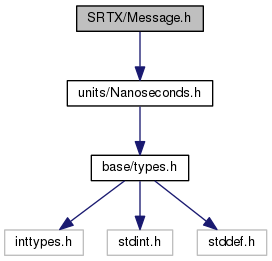 SRTX/Message.h
units/Nanoseconds.h
base/types.h
inttypes.h
stdint.h
stddef.h